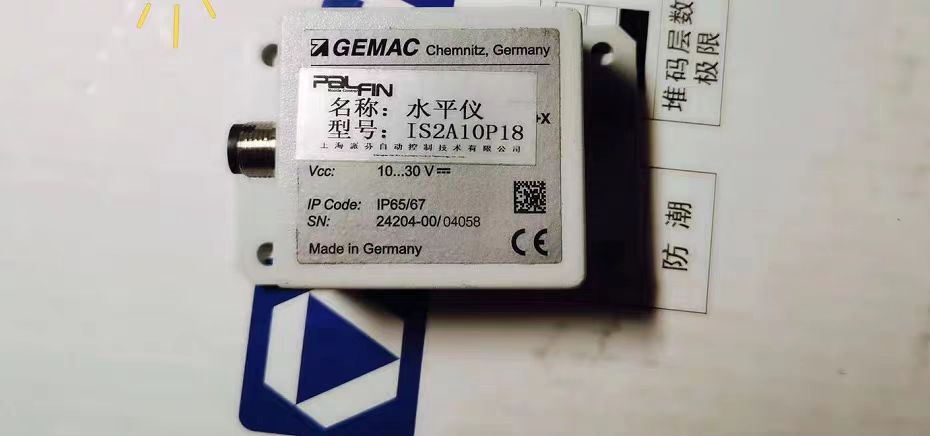 GEMAC Chemnitz, Germany
PALFIN
名称：水平仪
+X
型号：IS2A10P18
上海派芬自动控制技术有限公司
Vcc: 10...30 V
IP Code: IP65/67
SN: 24204-00/04058
Made in Germany
CE
堆码层数
极限
防潮